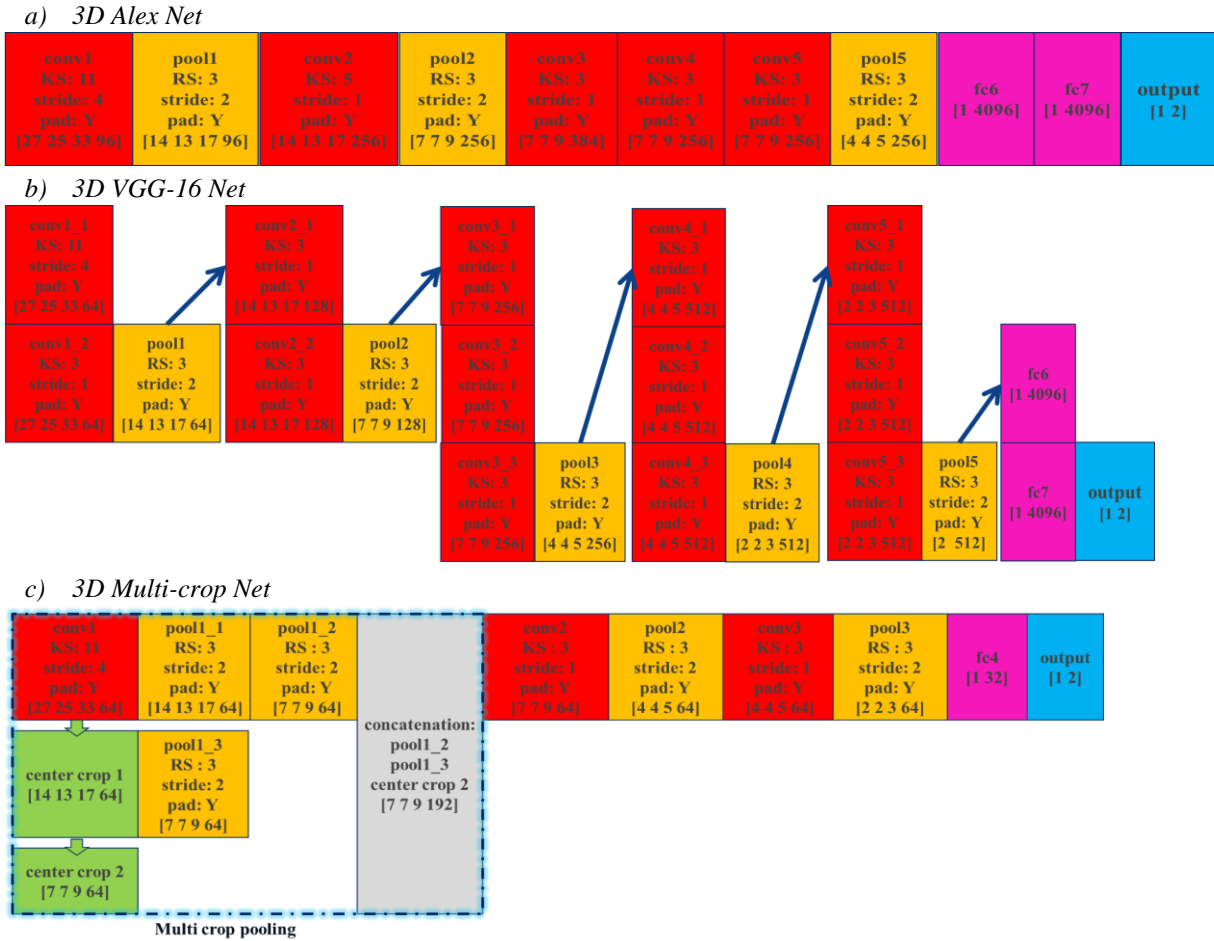 a) 3D Alex Net
conv1
KS: 11
stride: 4
pad: Y
[27 25 33 96]
pool1
RS: 3
stride: 2
pad: Y
[14 13 17 96]
conv2
KS: 5
stride: 1
pad: Y
[14 13 17 256]
pool2
RS: 3
stride: 2
pad: Y
[7 7 9 256]
conv3
KS: 3
stride: 1
pad: Y
[7 7 9 384]
conv4
KS: 3
stride: 1
pad: Y
[7 7 9 256]
conv5
KS: 3
stride: 1
pad: Y
[7 7 9 256]
pool5
RS: 3
stride: 2
pad: Y
[4 4 5 256]
fc6
[1 4096]
fc7
[1 4096]
output
[1 2]
b) 3D VGG-16 Net
conv1_1
KS: 11
stride: 4
pad: Y
[27 25 33 64]
conv1_2
KS: 3
stride: 1
pad: Y
[27 25 33 64]
pool1
RS: 3
stride: 2
pad: Y
[14 13 17 64]
conv2_1
KS: 3
stride: 1
pad: Y
[14 13 17 128]
conv2_2
KS: 3
stride: 1
pad: Y
[14 13 17 128]
pool2
RS: 3
stride: 2
pad: Y
[7 7 9 128]
conv3_1
KS: 3
stride: 1
pad: Y
[7 7 9 256]
conv3_2
KS: 3
stride: 1
pad: Y
[7 7 9 256]
conv3_3
KS: 3
stride: 1
pad: Y
[7 7 9 256]
pool3
RS: 3
stride: 2
pad: Y
[4 4 5 256]
conv4_1
KS: 3
stride: 1
pad: Y
[4 4 5 512]
conv4_2
KS: 3
stride: 1
pad: Y
[4 4 5 512]
conv4_3
KS: 3
stride: 1
pad: Y
[4 4 5 512]
pool4
RS: 3
stride: 2
pad: Y
[2 2 3 512]
conv5_1
KS: 3
stride: 1
pad: Y
[2 2 3 512]
conv5_2
KS: 3
stride: 1
pad: Y
[2 2 3 512]
conv5_3
KS: 3
stride: 1
pad: Y
[2 2 3 512]
pool5
RS: 3
stride: 2
pad: Y
[2 512]
fc6
[1 4096]
fc7
[1 4096]
output
[1 2]
c) 3D Multi-crop Net
conv1
KS: 11
stride: 4
pad: Y
[27 25 33 64]
pool1_1
RS: 3
stride: 2
pad: Y
[14 13 17 64]
pool1_2
RS : 3
stride: 2
pad: Y
[7 7 9 64]
center crop 1
[14 13 17 64]
pool1_3
RS : 3
stride: 2
pad: Y
[7 7 9 64]
center crop 2
[7 7 9 64]
concatenation:
pool1_2
pool1_3
center crop 2
[7 7 9 192]
conv2
KS : 3
stride: 1
pad: Y
[7 7 9 64]
pool2
RS : 3
stride: 2
pad: Y
[4 4 5 64]
conv3
KS : 3
stride: 1
pad: Y
[4 4 5 64]
pool3
RS : 3
stride: 2
pad: Y
[2 2 3 64]
fc4
[1 32]
output
[1 2]
Multi crop pooling